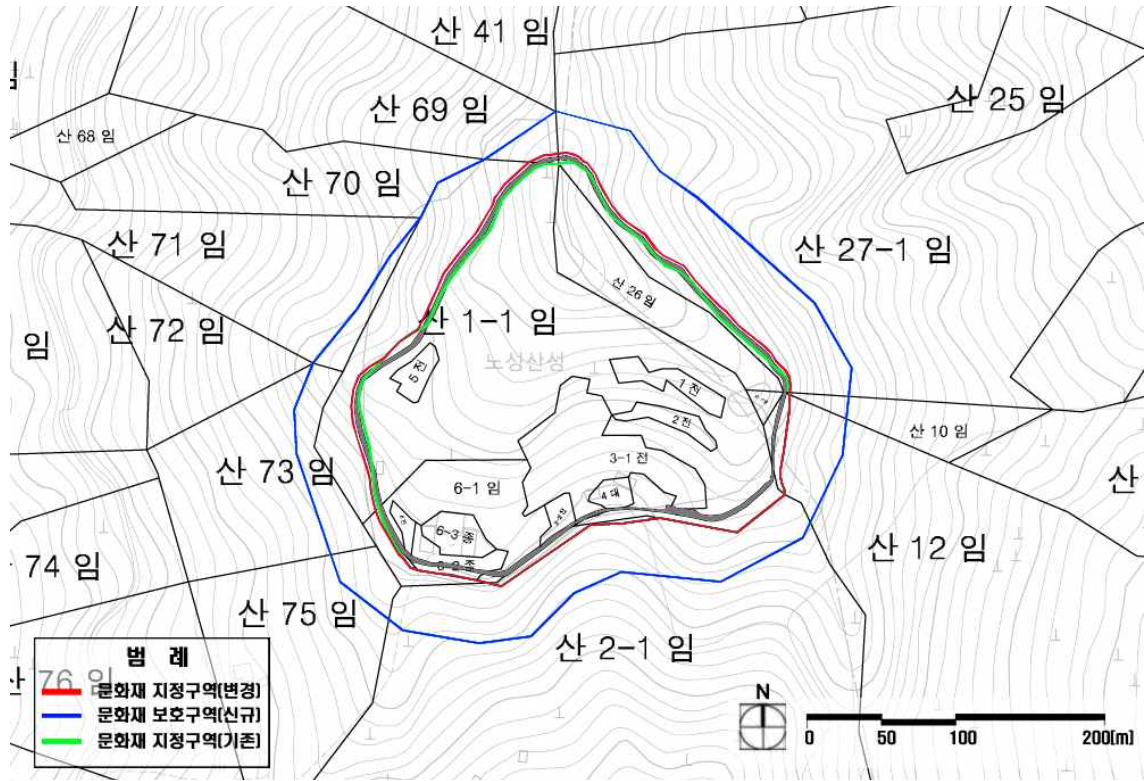 산 41 임
산 25 임
산 69 임
산 68 임
산 70 임
산 71 임
산 27-1 임
산 26 임
산 1-1 임
산 72 임
임
노성산성
5 전
1 전
2 전
산 10 임
3-1 전
산 73 임
6-1 임
산
4 대
6-3 종
6-2 종
산 12 임
74 임
산 75 임
산 2-1 임
산 76 임
범 례
문화재 지정구역(변경)
문화재 보호구역(신규)
문화재 지정구역(기존)
N
0 50 100 200[m]